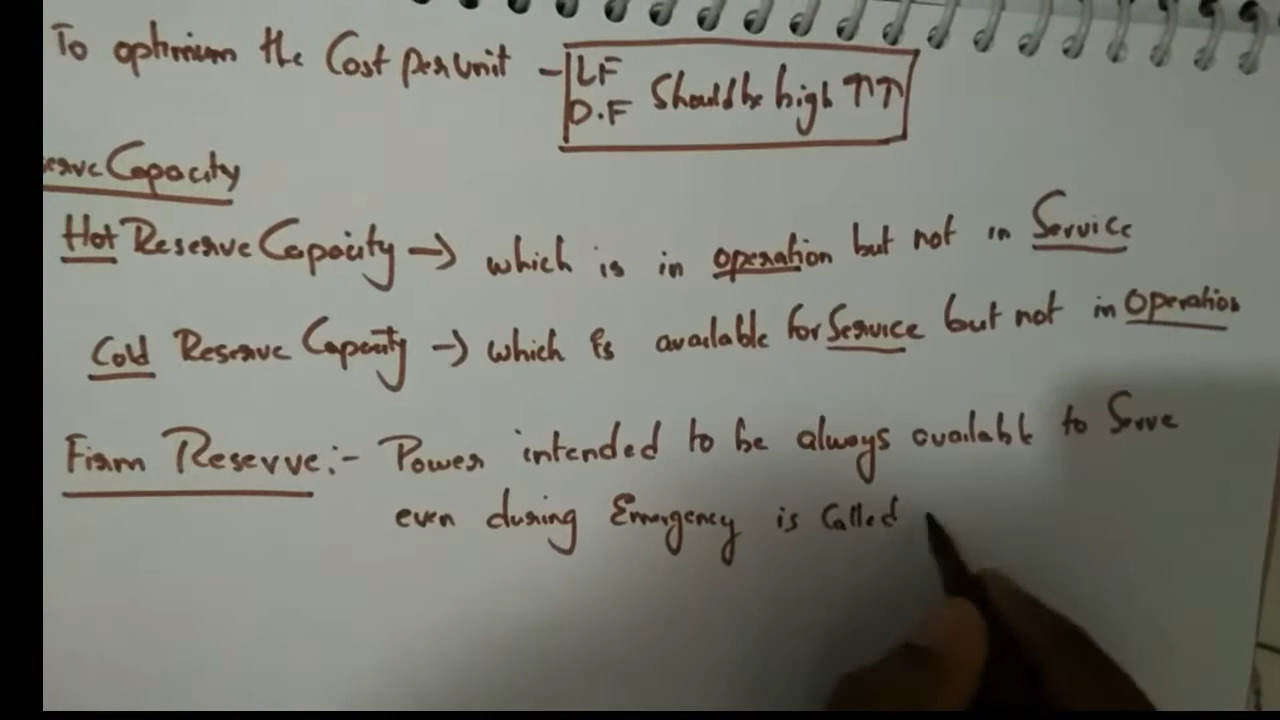 To optimum the Cost per Unit - LF
D.F Should be high ↑↑
erve Capacity
Hot Reserve Capacity → which is in operation but not in Service
Cold Reserve Capacity → which is available for Service but not in Operation
Firm Reserve :- Power intended to be always available to Serve
even during Emergency is Called